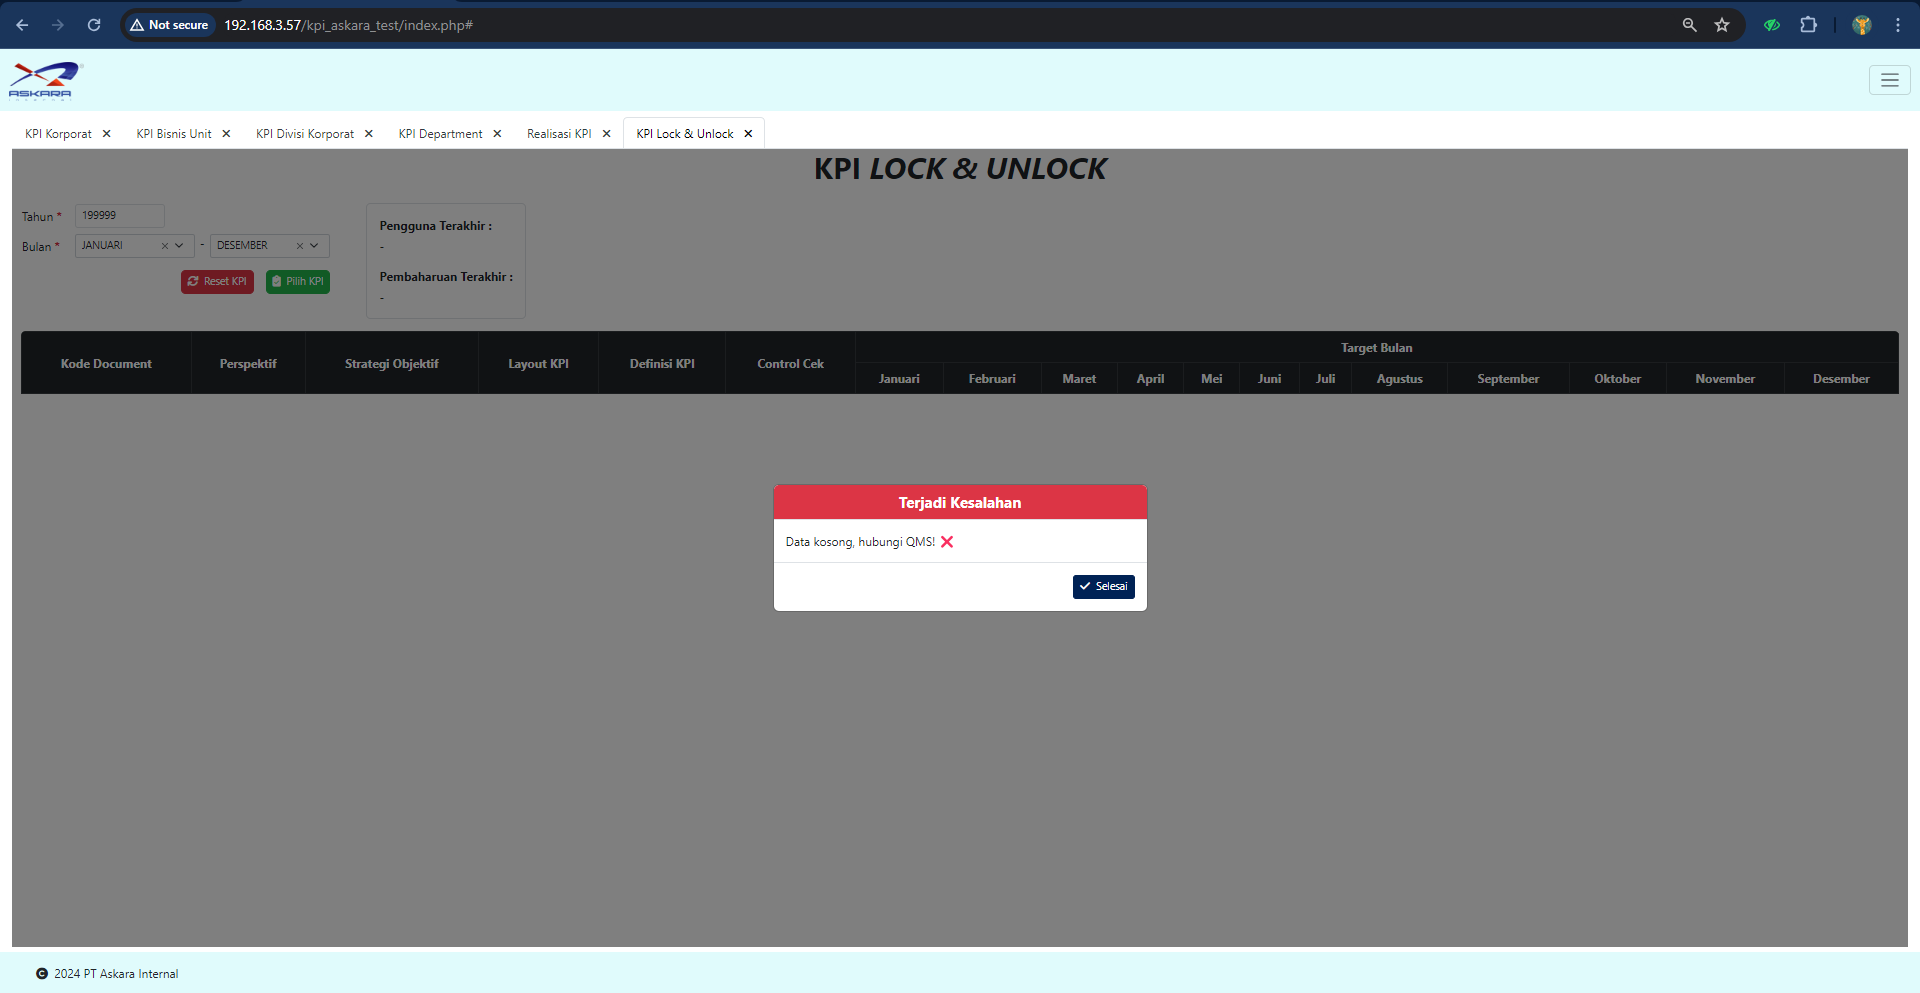 Not secure 192.168.3.57/kpi_askara_test/index.php#
ASKARA
KPI Korporat KPI Bisnis Unit KPI Divisi Korporat KPI Department Realisasi KPI KPI Lock & Unlock
KPI LOCK & UNLOCK
Tahun * 199999
Bulan * JANUARI - DESEMBER
Reset KPI Pilih KPI
Pengguna Terakhir :
-
Pembaharuan Terakhir :
-
Kode Document Perspektif Strategi Objektif Layout KPI Definisi KPI Control Cek Target Bulan
Januari Februari Maret April Mei Juni Juli Agustus September Oktober November Desember
Terjadi Kesalahan
Data kosong, hubungi QMS! ❌
Selesai
2024 PT Askara Internal